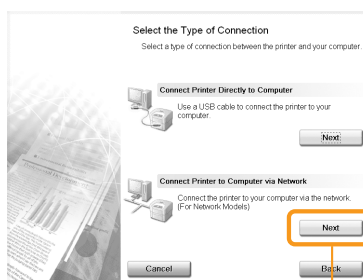 Select the Type of Connection
Select a type of connection between the printer and your computer.
Connect Printer Directly to Computer
Use a USB cable to connect the printer to your
computer.
Next
Connect Printer to Computer via Network
Connect the printer to your computer via the network.
(For Network Models)
Next
Cancel
Back